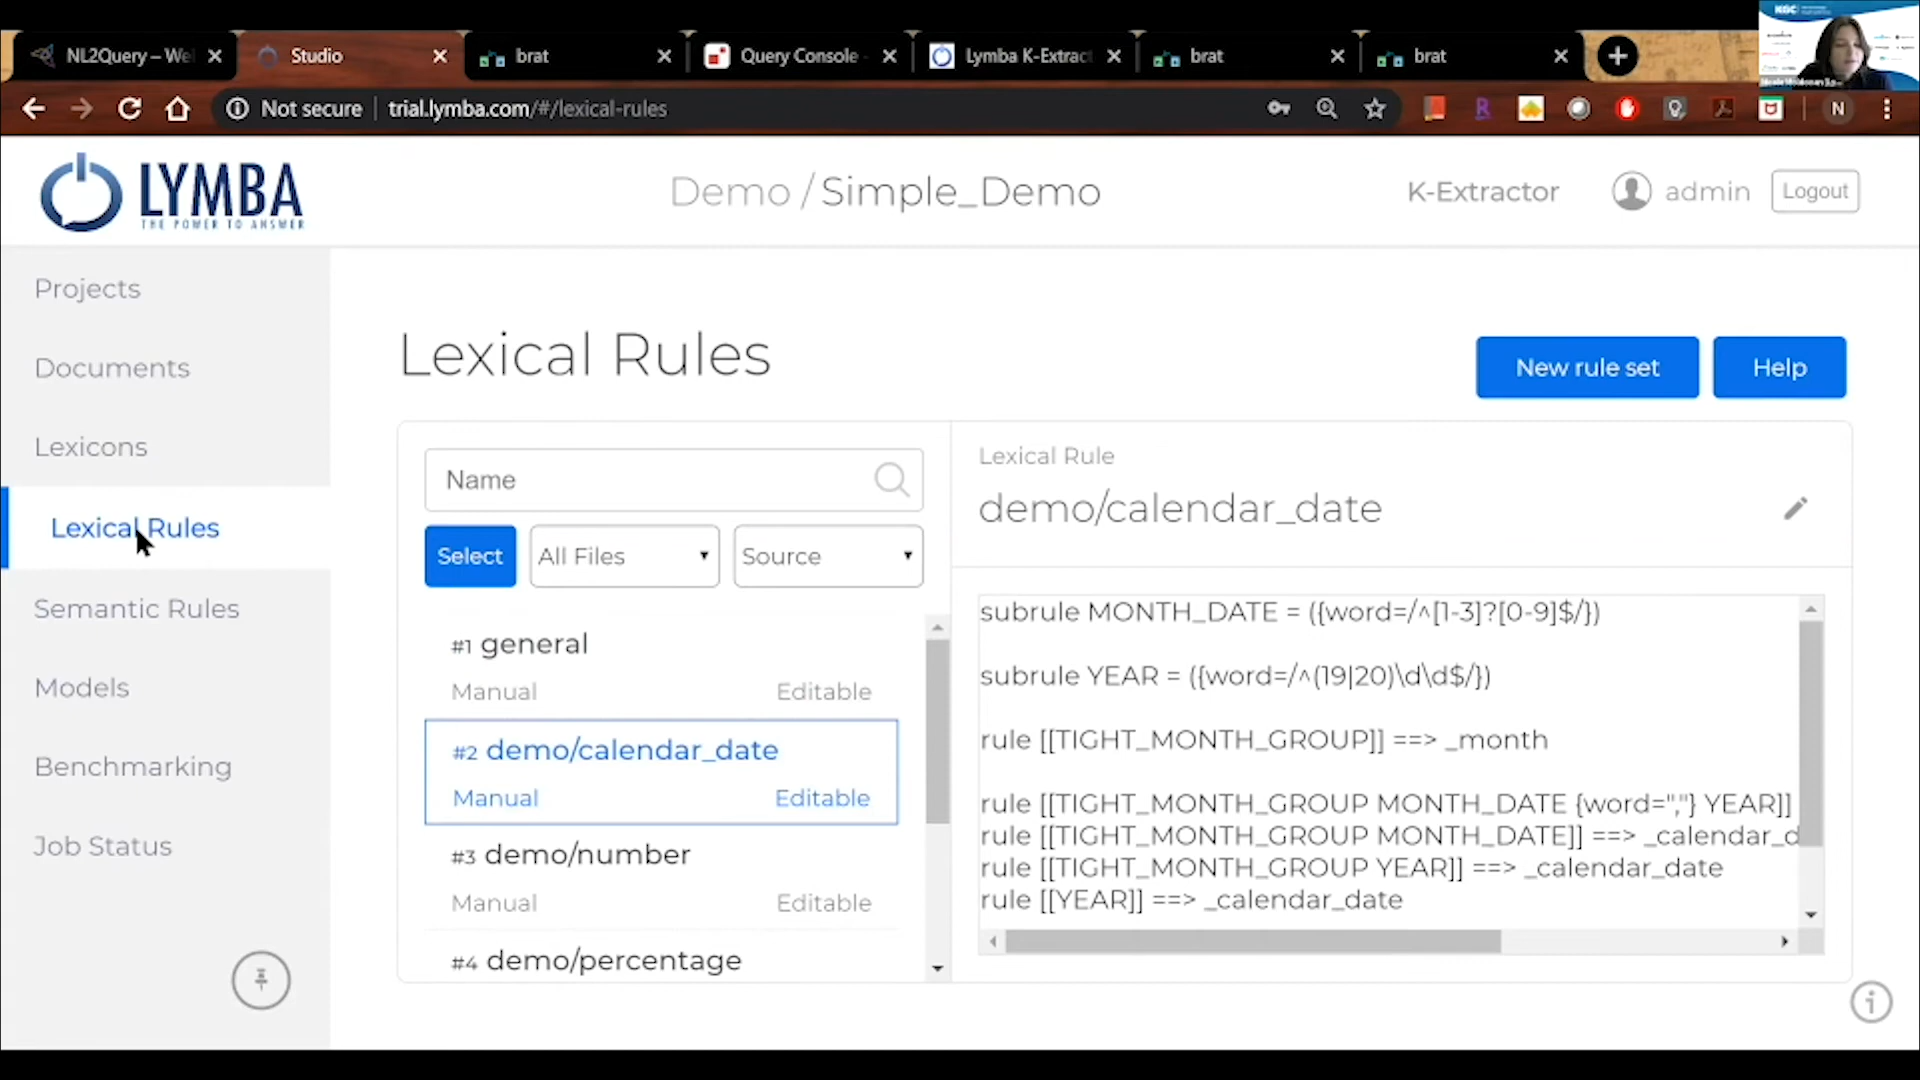 NL2Query – We
Studio
brat
Query Console -
Lymba K-Extract
brat
brat
KGC
Not secure
trial.lymba.com/#/lexical-rules
N
LYMBA
THE POWER TO ANSWER
Demo / Simple_Demo
K-Extractor
admin
Logout
Projects
Documents
Lexicons
Lexical Rules
Semantic Rules
Models
Benchmarking
Job Status
Lexical Rules
New rule set
Help
Name
Select
All Files
Source
#1 general
Manual Editable
#2 demo/calendar_date
Manual Editable
#3 demo/number
Manual Editable
#4 demo/percentage
Lexical Rule
demo/calendar_date
subrule MONTH_DATE = ({word=/^[1-3]?[0-9]$/})
subrule YEAR = ({word=/^(19|20)\d\d$/})
rule [[TIGHT_MONTH_GROUP]] ==> _month
rule [[TIGHT_MONTH_GROUP MONTH_DATE {word=","} YEAR]]
rule [[TIGHT_MONTH_GROUP MONTH_DATE]] ==> _calendar_d
rule [[TIGHT_MONTH_GROUP YEAR]] ==> _calendar_date
rule [[YEAR]] ==> _calendar_date